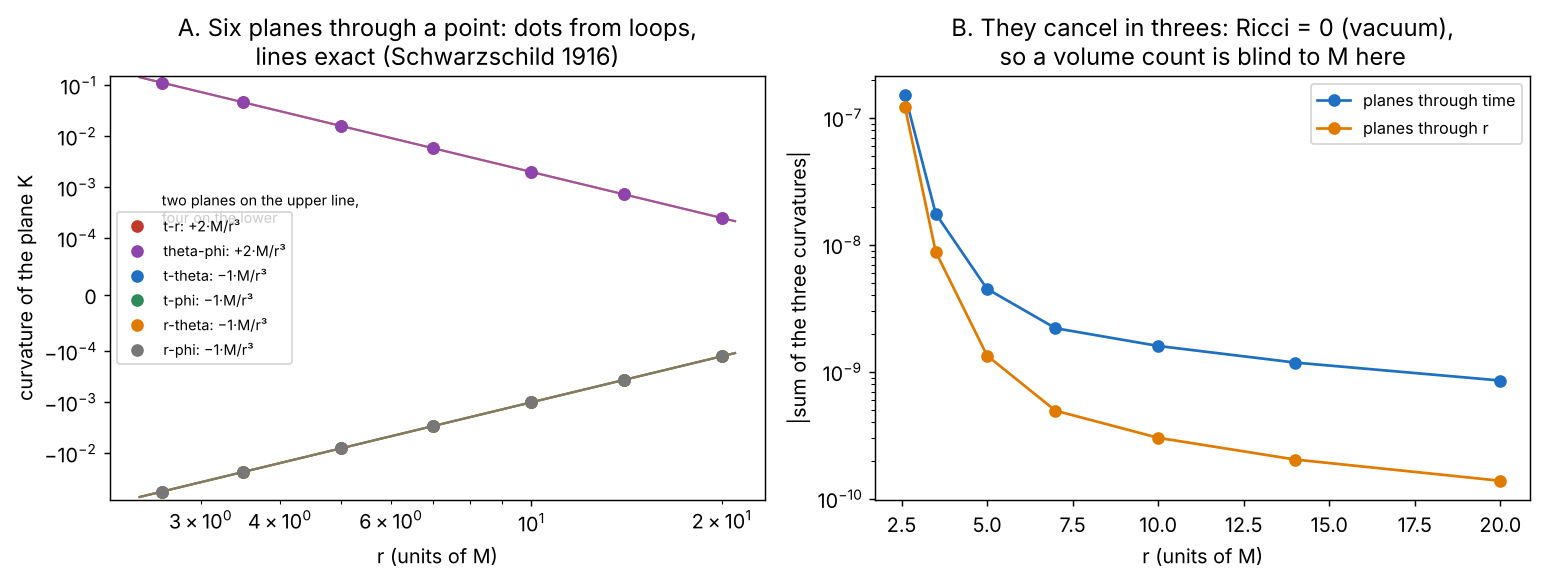 A. Six planes through a point: dots from loops,
lines exact (Schwarzschild 1916)
curvature of the plane K
10⁻¹
10⁻²
10⁻³
10⁻⁴
0
−10⁻⁴
−10⁻³
−10⁻²
two planes on the upper line,
four on the lower
t-r: +2·M/r³
theta-phi: +2·M/r³
t-theta: −1·M/r³
t-phi: −1·M/r³
r-theta: −1·M/r³
r-phi: −1·M/r³
3 × 10⁰ 4 × 10⁰ 6 × 10⁰ 10¹ 2 × 10¹
r (units of M)
B. They cancel in threes: Ricci = 0 (vacuum),
so a volume count is blind to M here
|sum of the three curvatures|
10⁻⁷
10⁻⁸
10⁻⁹
10⁻¹⁰
planes through time
planes through r
2.5 5.0 7.5 10.0 12.5 15.0 17.5 20.0
r (units of M)